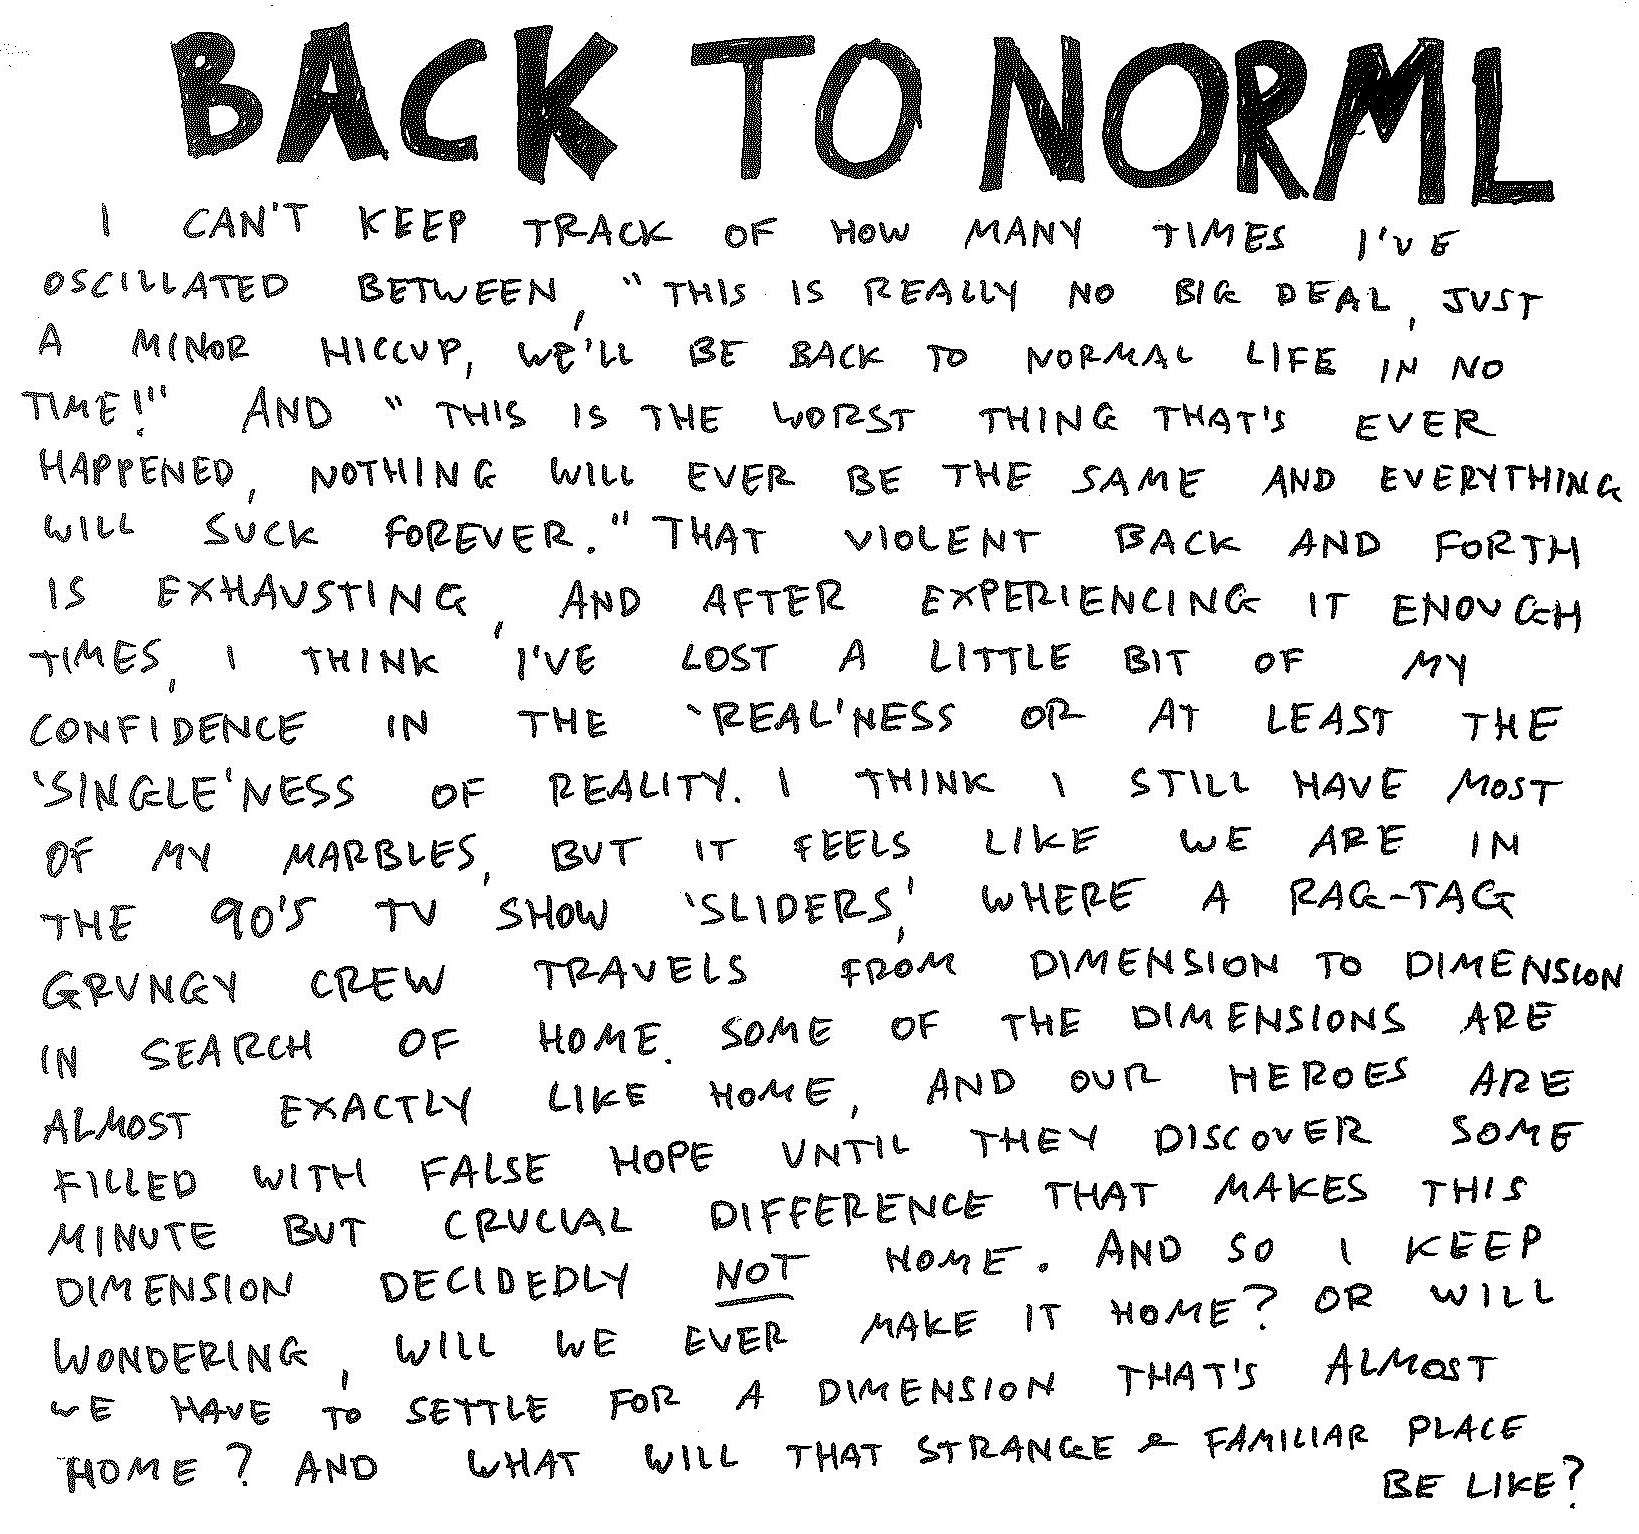 BACK TO NORML
I CAN'T KEEP TRACK OF HOW MANY TIMES I'VE
OSCILLATED BETWEEN, "THIS IS REALLY NO BIG DEAL, JUST
A MINOR HICCUP, WE'LL BE BACK TO NORMAL LIFE IN NO
TIME!" AND "THIS IS THE WORST THING THAT'S EVER
HAPPENED, NOTHING WILL EVER BE THE SAME AND EVERYTHING
WILL SUCK FOREVER." THAT VIOLENT BACK AND FORTH
IS EXHAUSTING, AND AFTER EXPERIENCING IT ENOUGH
TIMES, I THINK I'VE LOST A LITTLE BIT OF MY
CONFIDENCE IN THE 'REAL'NESS OR AT LEAST THE
'SINGLE'NESS OF REALITY. I THINK I STILL HAVE MOST
OF MY MARBLES, BUT IT FEELS LIKE WE ARE IN
THE 90'S TV SHOW 'SLIDERS,' WHERE A RAG-TAG
GRUNGY CREW TRAVELS FROM DIMENSION TO DIMENSION
IN SEARCH OF HOME. SOME OF THE DIMENSIONS ARE
ALMOST EXACTLY LIKE HOME, AND OUR HEROES ARE
FILLED WITH FALSE HOPE UNTIL THEY DISCOVER SOME
MINUTE BUT CRUCIAL DIFFERENCE THAT MAKES THIS
DIMENSION DECIDEDLY NOT HOME. AND SO I KEEP
WONDERING, WILL WE EVER MAKE IT HOME? OR WILL
WE HAVE TO SETTLE FOR A DIMENSION THAT'S ALMOST
HOME? AND WHAT WILL THAT STRANGE & FAMILIAR PLACE
BE LIKE?